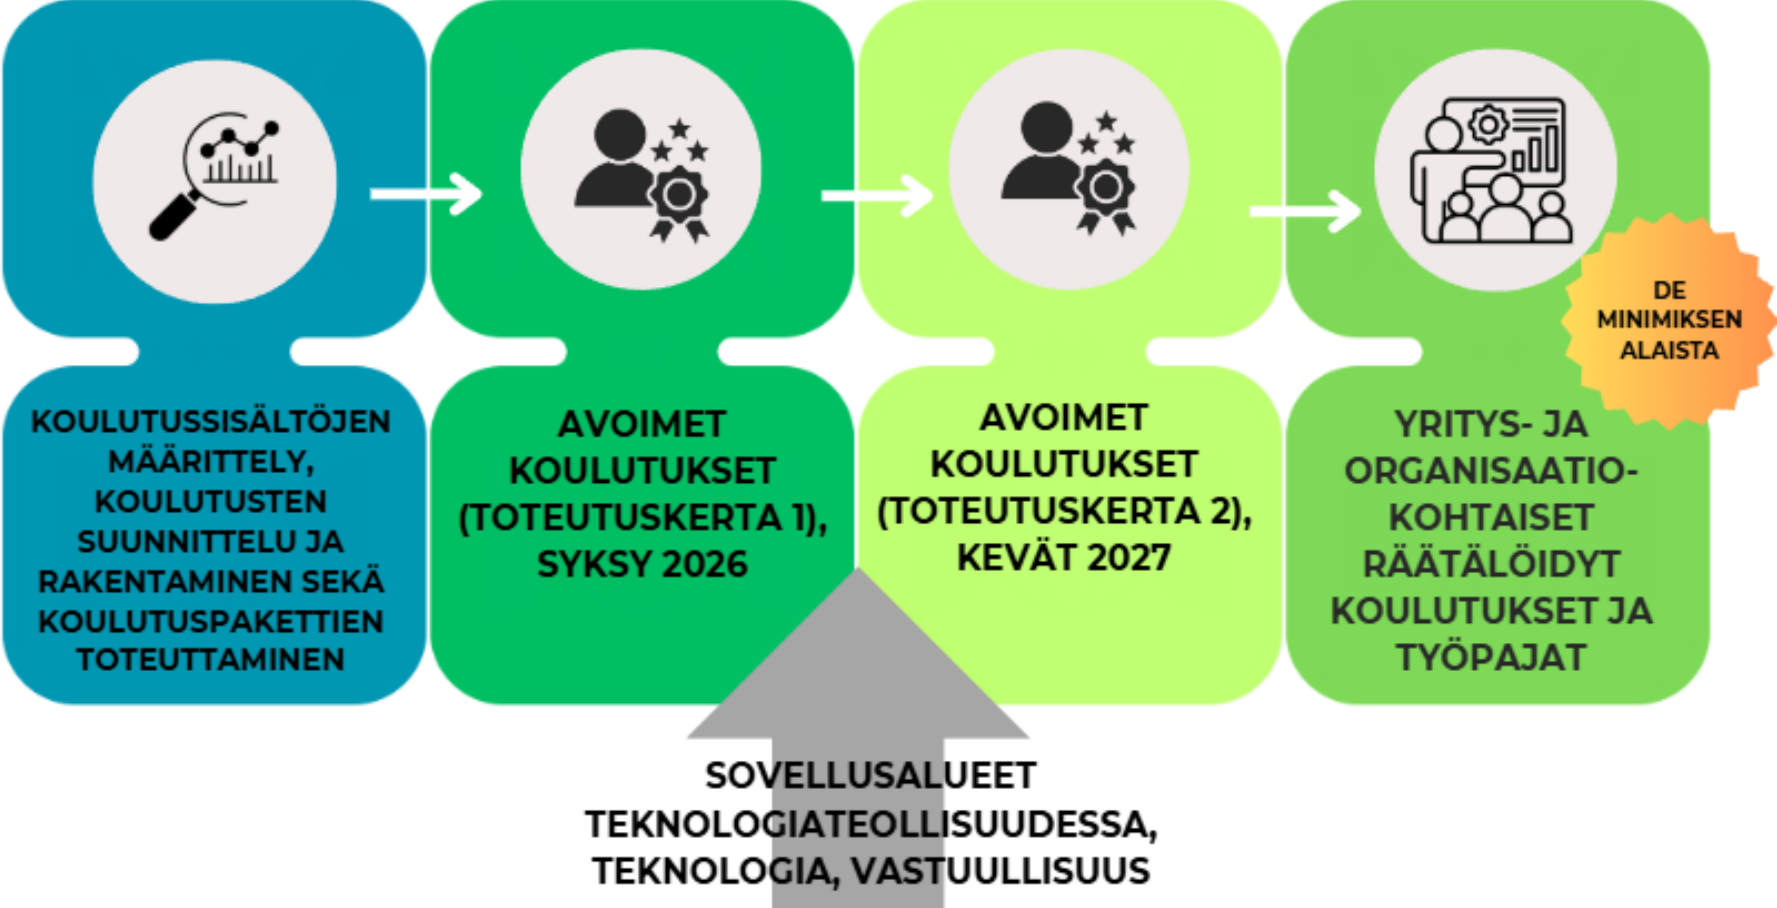 KOULUTUSSISÄLTÖJEN
MÄÄRITTELY,
KOULUTUSTEN
SUUNNITTELU JA
RAKENTAMINEN SEKÄ
KOULUTUSPAKETTIEN
TOTEUTTAMINEN
AVOIMET
KOULUTUKSET
(TOTEUTUSKERTA 1),
SYKSY 2026
AVOIMET
KOULUTUKSET
(TOTEUTUSKERTA 2),
KEVÄT 2027
DE
MINIMIKSEN
ALAISTA
YRITYS- JA
ORGANISAATIO-
KOHTAISET
RÄÄTÄLÖIDYT
KOULUTUKSET JA
TYÖPAJAT
SOVELLUSALUEET
TEKNOLOGIATEOLLISUUDESSA,
TEKNOLOGIA, VASTUULLISUUS